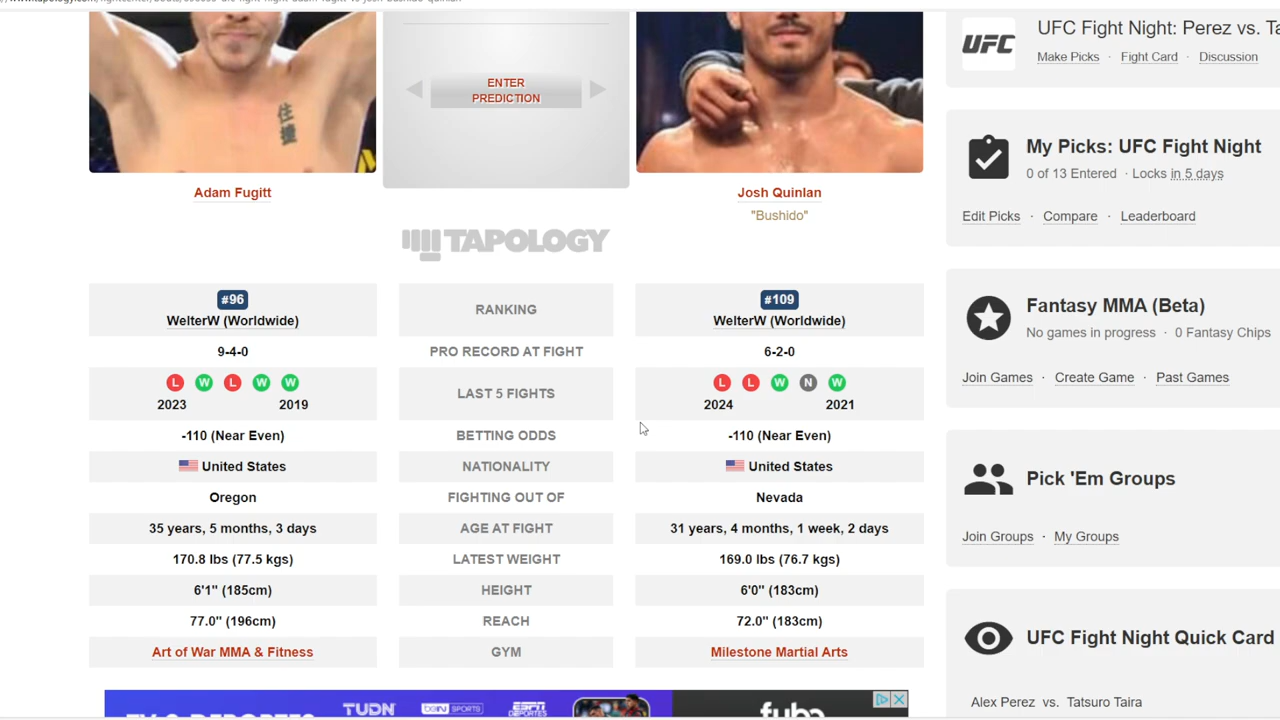 UFC
UFC Fight Night: Perez vs. Ta
Make Picks · Fight Card · Discussion
ENTER
PREDICTION
Adam Fugitt
Josh Quinlan
"Bushido"
TAPOLOGY
My Picks: UFC Fight Night
0 of 13 Entered · Locks in 5 days
Edit Picks · Compare · Leaderboard
#96
WelterW (Worldwide)
RANKING
#109
WelterW (Worldwide)
9-4-0
PRO RECORD AT FIGHT
6-2-0
L W L W W
2023 2019
LAST 5 FIGHTS
L L W N W
2024 2021
-110 (Near Even)
BETTING ODDS
-110 (Near Even)
United States
NATIONALITY
United States
Oregon
FIGHTING OUT OF
Nevada
35 years, 5 months, 3 days
AGE AT FIGHT
31 years, 4 months, 1 week, 2 days
170.8 lbs (77.5 kgs)
LATEST WEIGHT
169.0 lbs (76.7 kgs)
6'1" (185cm)
HEIGHT
6'0" (183cm)
77.0" (196cm)
REACH
72.0" (183cm)
Art of War MMA & Fitness
GYM
Milestone Martial Arts
Fantasy MMA (Beta)
No games in progress · 0 Fantasy Chips
Join Games · Create Game · Past Games
Pick 'Em Groups
Join Groups · My Groups
UFC Fight Night Quick Card
Alex Perez vs. Tatsuro Taira
TUDN beIN SPORTS ESPN DEPORTES
fubo